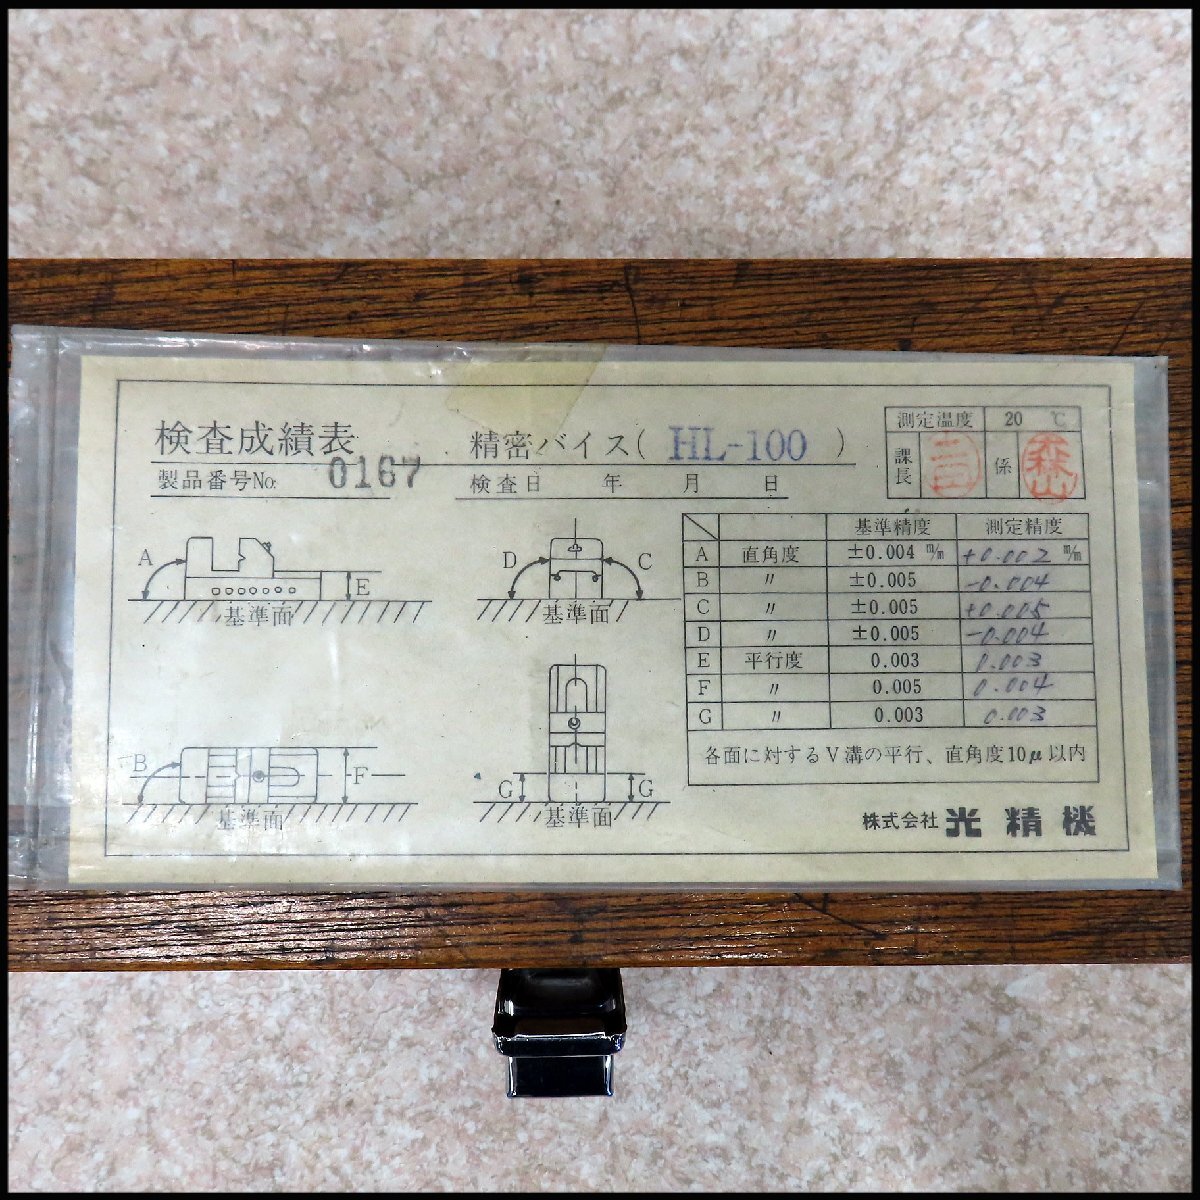 検査成績表 精密バイス( HL-100 )
製品番号No. 0167 検査日 年 月 日
測定温度 20 ℃
課長 係
A E 基準面
D C 基準面
B F 基準面
G G 基準面
基準精度 測定精度
A 直角度 ±0.004 m/m +0.002 m/m
B 〃 ±0.005 -0.004
C 〃 ±0.005 +0.005
D 〃 ±0.005 -0.004
E 平行度 0.003 0.003
F 〃 0.005 0.004
G 〃 0.003 0.003
各面に対するV溝の平行、直角度10μ以内
株式会社 光精機